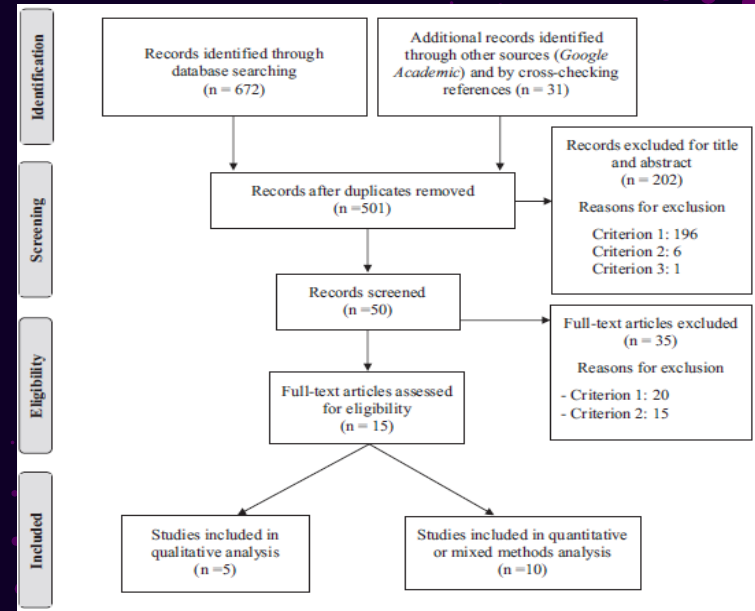 Identification
Records identified through
database searching
(n = 672)
Additional records identified
through other sources (Google
Academic) and by cross-checking
references (n = 31)
Records excluded for title
and abstract
(n = 202)
Reasons for exclusion
Criterion 1: 196
Criterion 2: 6
Criterion 3: 1
Screening
Records after duplicates removed
(n =501)
Records screened
(n =50)
Full-text articles excluded
(n = 35)
Reasons for exclusion
- Criterion 1: 20
- Criterion 2: 15
Eligibility
Full-text articles assessed
for eligibility
(n = 15)
Included
Studies included in
qualitative analysis
(n =5)
Studies included in quantitative
or mixed methods analysis
(n =10)